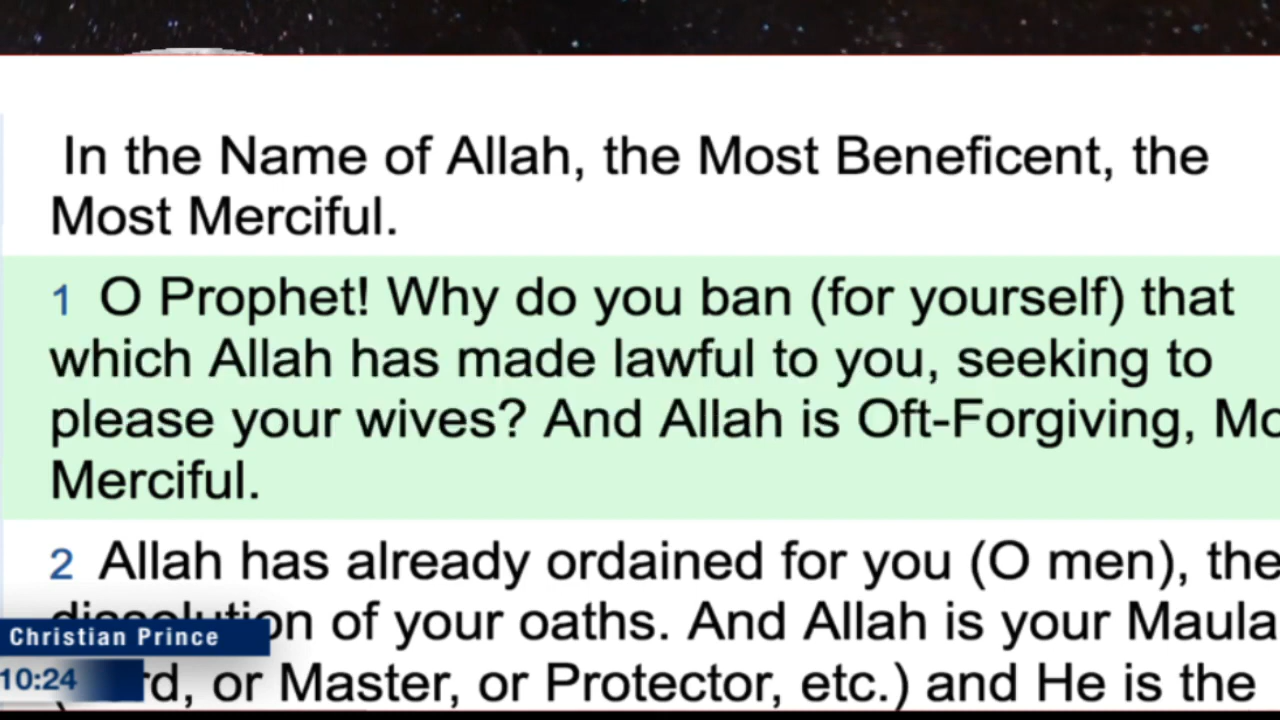 In the Name of Allah, the Most Beneficent, the
Most Merciful.
1 O Prophet! Why do you ban (for yourself) that
which Allah has made lawful to you, seeking to
please your wives? And Allah is Oft-Forgiving, Mo
Merciful.
2 Allah has already ordained for you (O men), the
dissolution of your oaths. And Allah is your Maula
Christian Prince
rd, or Master, or Protector, etc.) and He is the
10:24